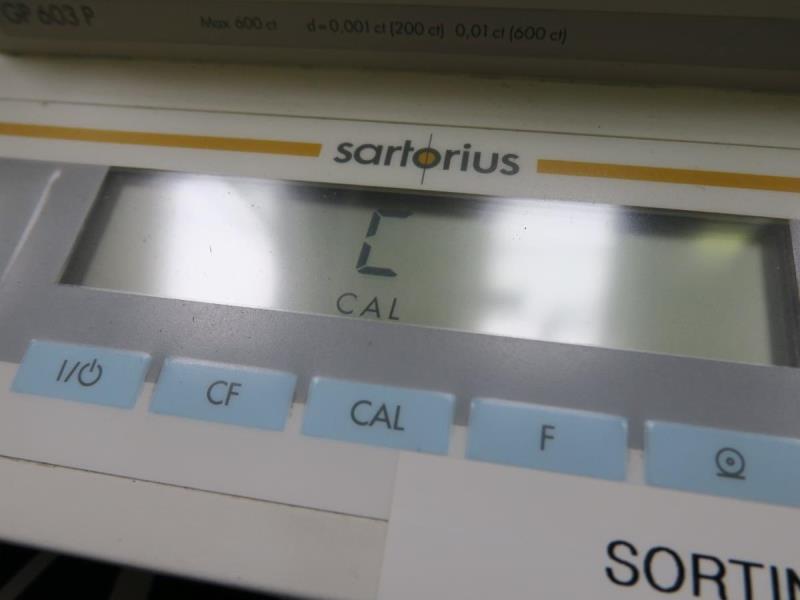 GP 603 P Max 600 ct d=0,001 ct (200 ct) 0,01 ct (600 ct)
sartorius
C
CAL
I/⏻ CF CAL F
SORTIN